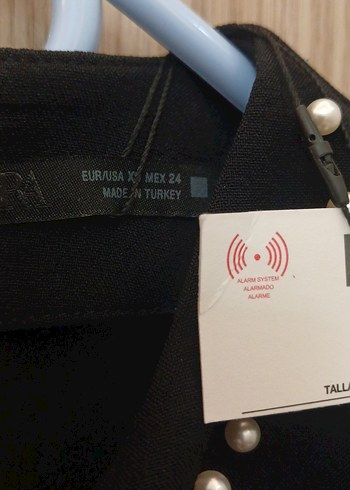 EUR/USA XS MEX 24
MADE IN TURKEY
ALARM SYSTEM
ALARMADO
ALARME
TALLA